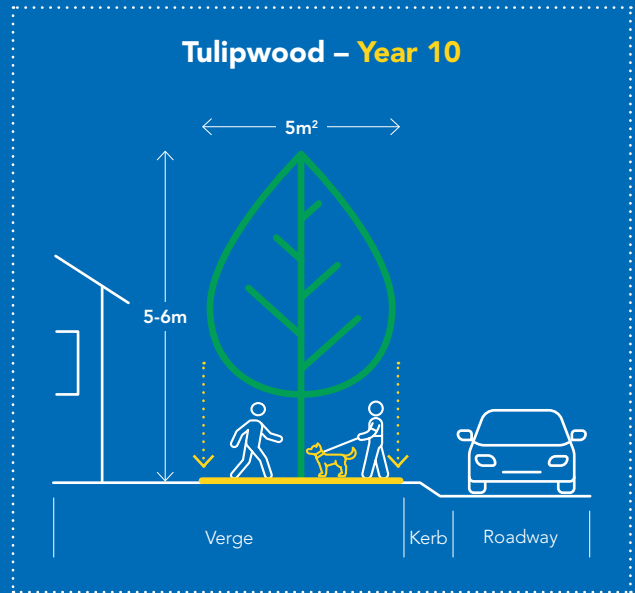 Tulipwood – Year 10
5m²
5-6m
Verge
Kerb
Roadway